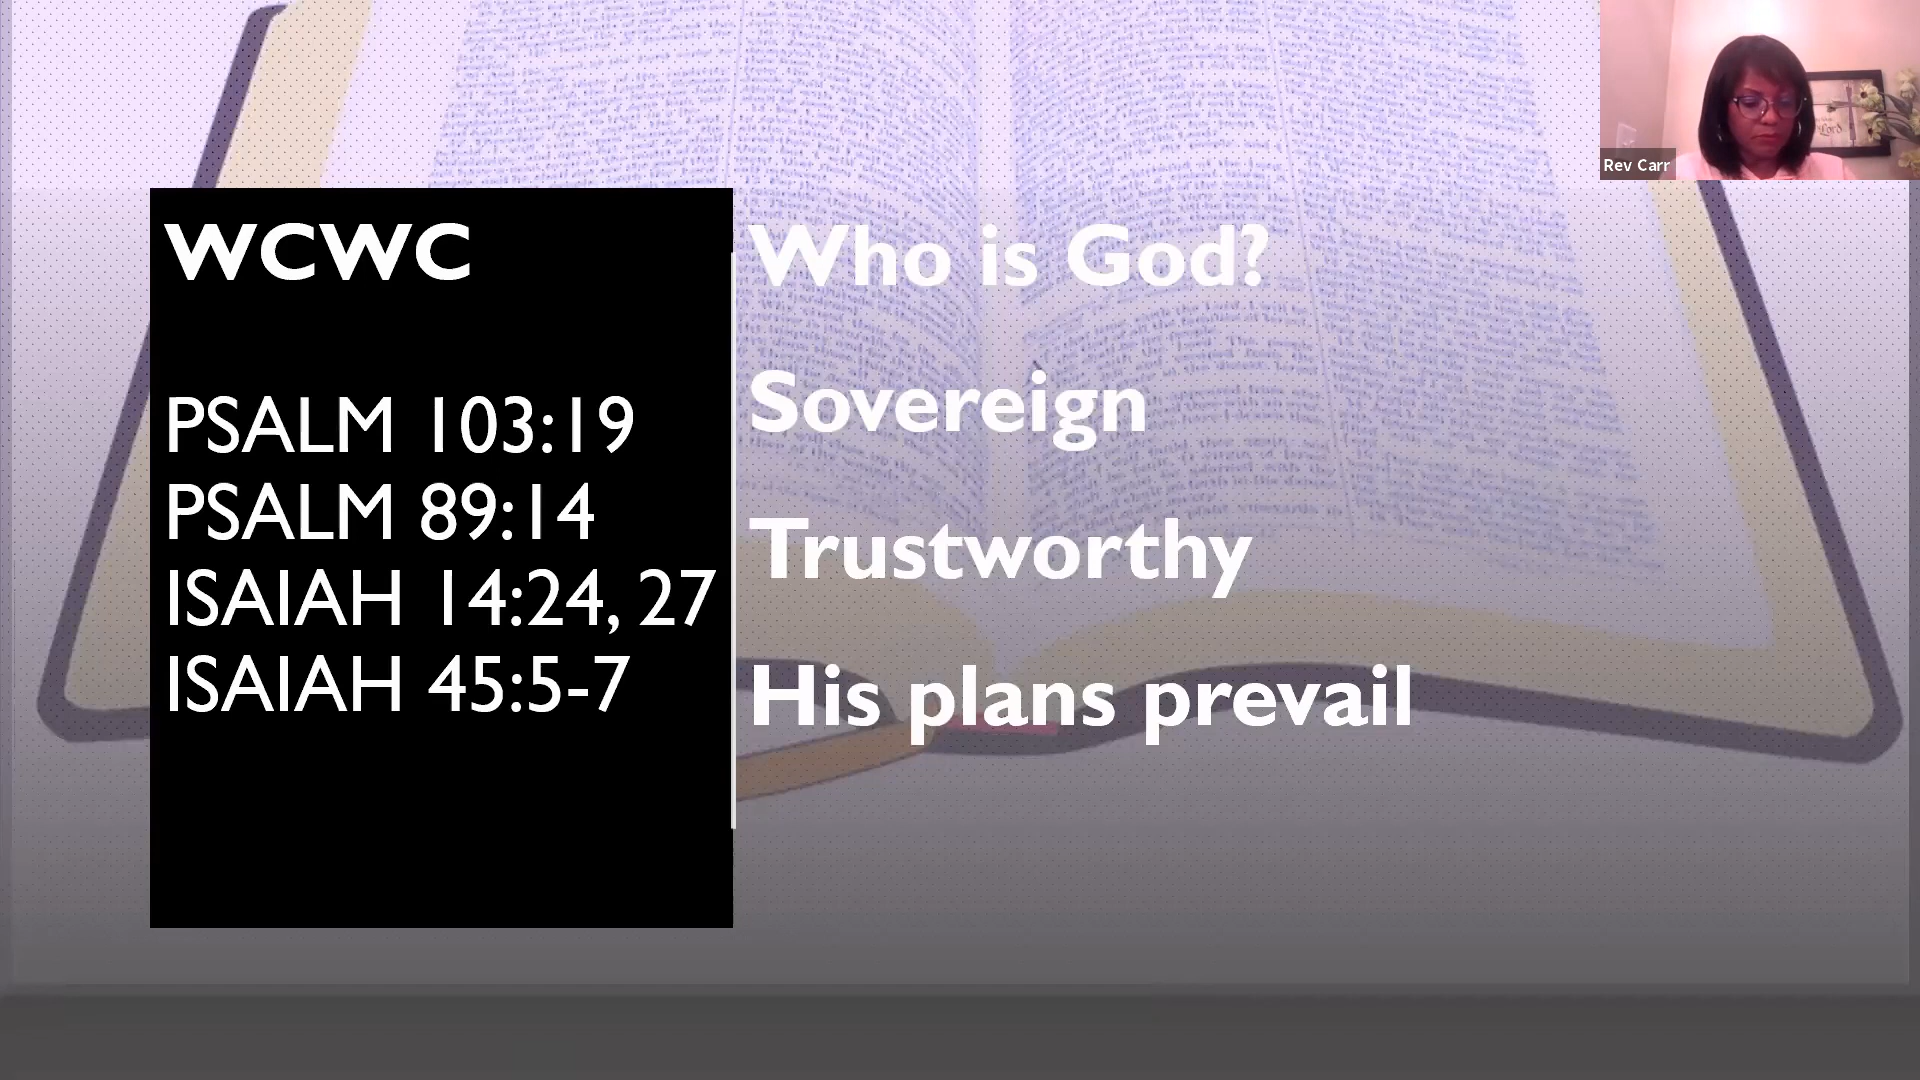 Rev Carr
Lord
WCWC
PSALM 103:19
PSALM 89:14
ISAIAH 14:24, 27
ISAIAH 45:5-7
Who is God?
Sovereign
Trustworthy
His plans prevail